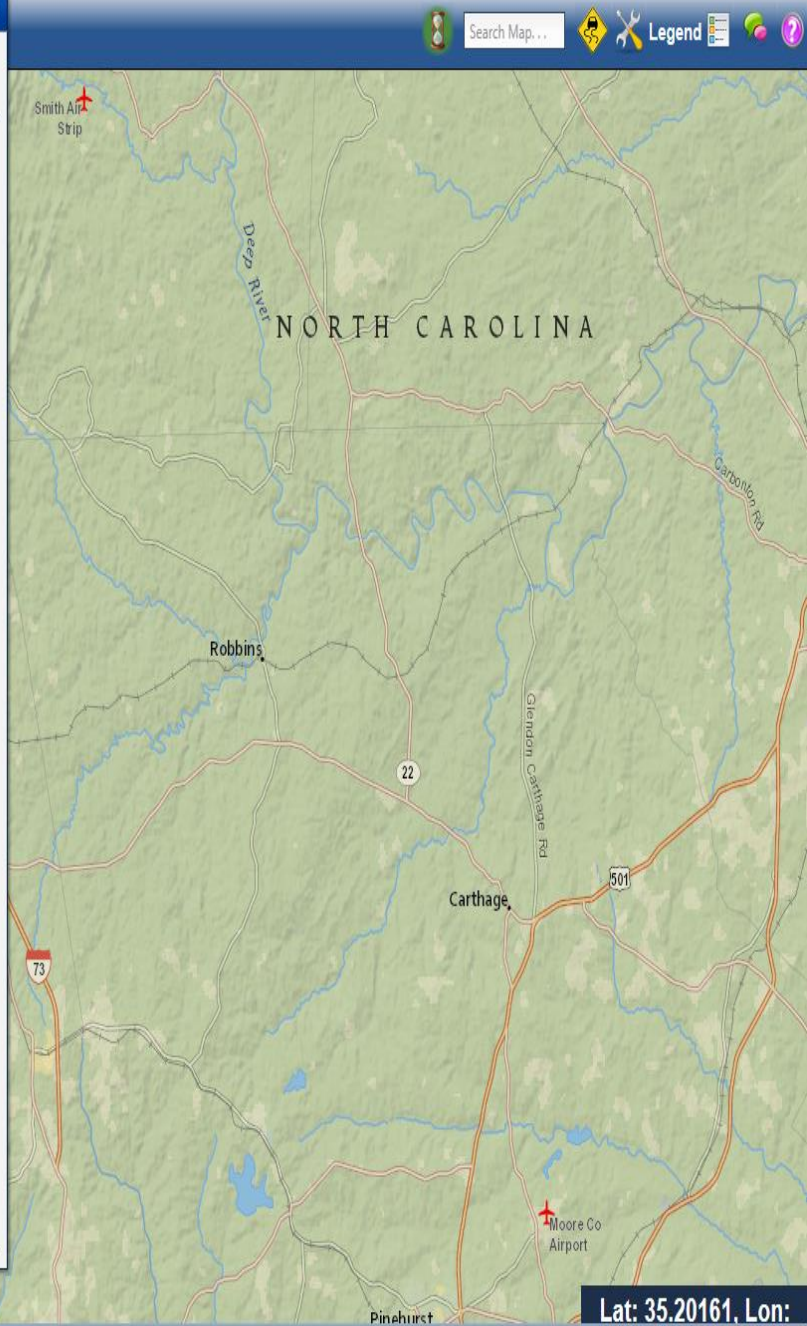 Search Map...
Legend
?
Smith Air
Strip
Deep River
NORTH CAROLINA
Carbonton Rd
Robbins
Glendon Carthage Rd
22
501
Carthage
73
Moore Co
Airport
Pinehurst
Lat: 35.20161, Lon: